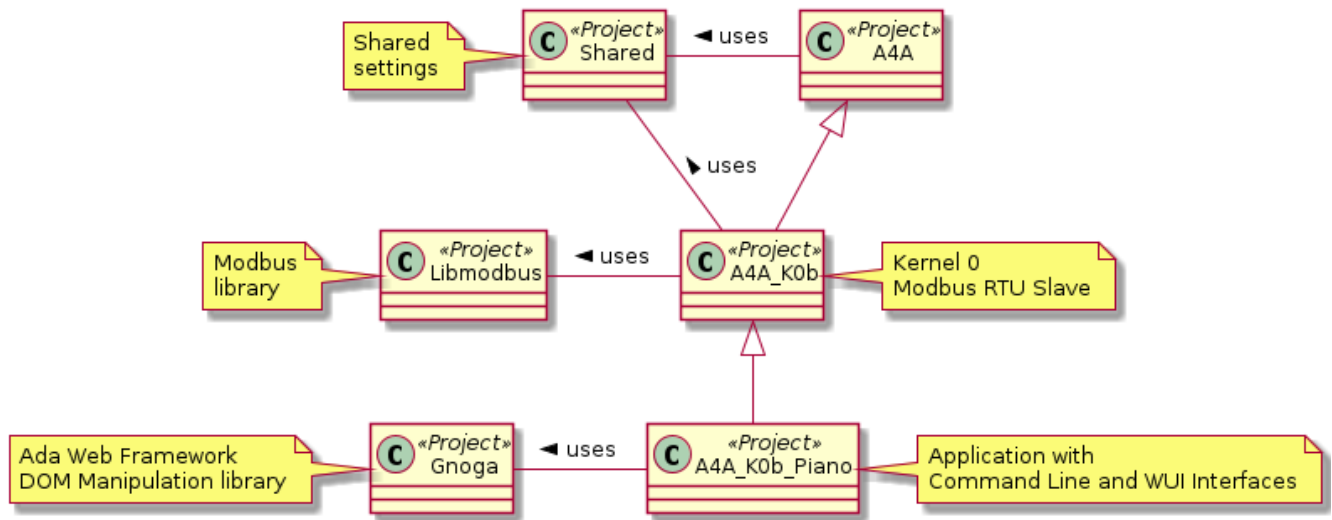 Shared
settings
C
«Project»
Shared
◄ uses
C
«Project»
A4A
uses
Modbus
library
C
«Project»
Libmodbus
◄ uses
C
«Project»
A4A_K0b
Kernel 0
Modbus RTU Slave
Ada Web Framework
DOM Manipulation library
C
«Project»
Gnoga
◄ uses
C
«Project»
A4A_K0b_Piano
Application with
Command Line and WUI Interfaces